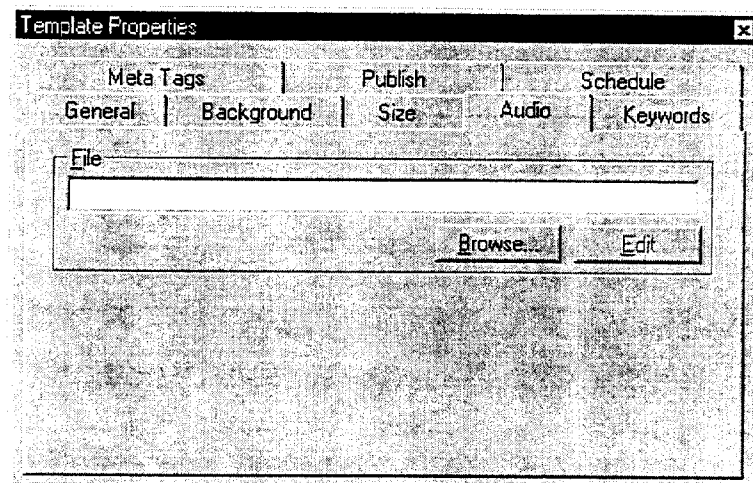 Template Properties
Meta Tags Publish Schedule
General Background Size Audio Keywords
File
Browse... Edit